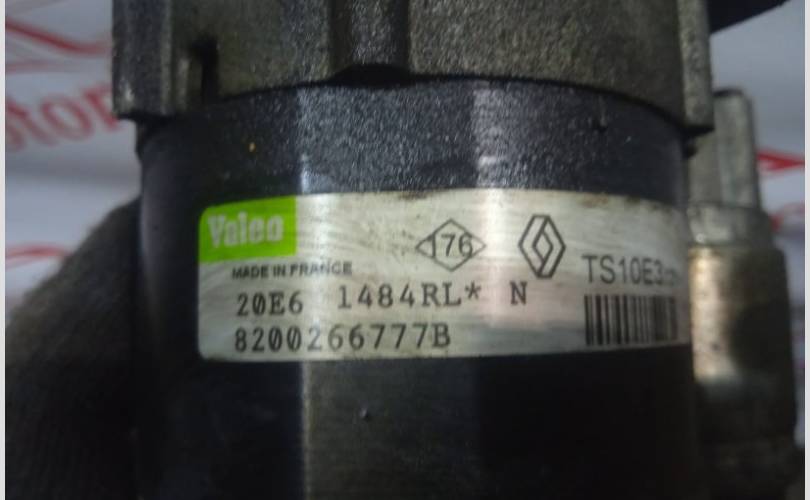 Valeo
176
TS10E3
MADE IN FRANCE
20E6 1484RL* N
8200266777B